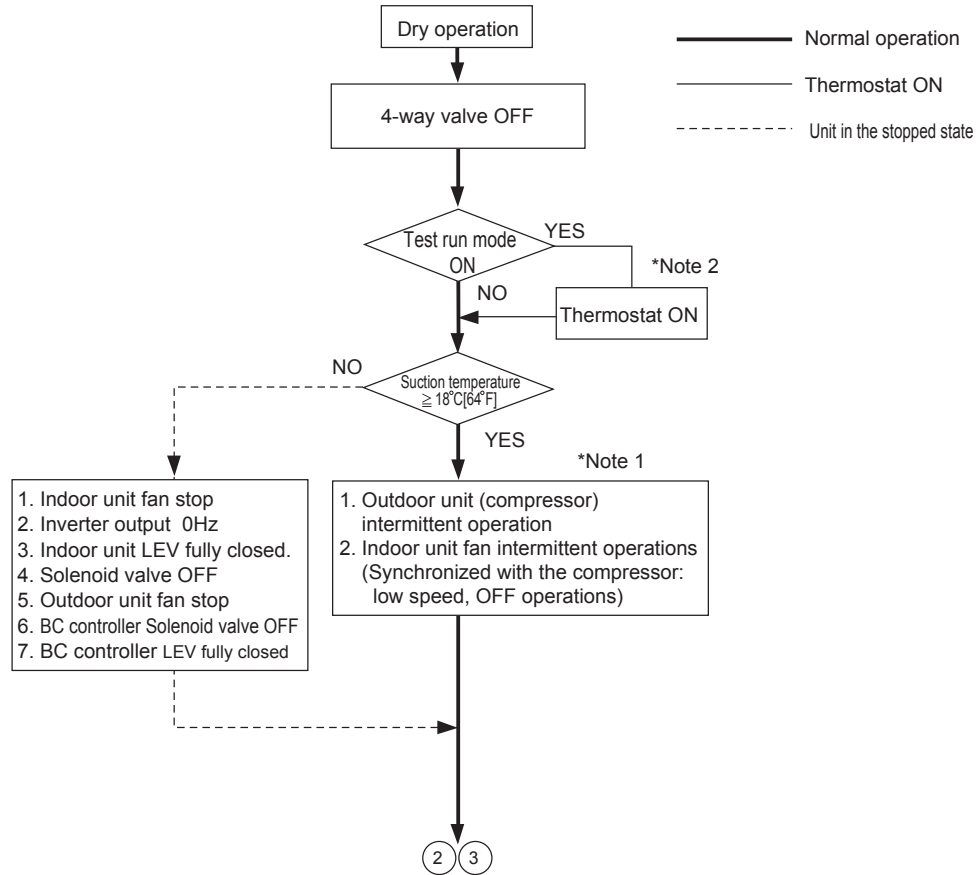 Dry operation
Normal operation
Thermostat ON
Unit in the stopped state
4-way valve OFF
Test run mode
ON
YES
*Note 2
NO
Thermostat ON
NO
Suction temperature
≧ 18°C[64°F]
YES
*Note 1
1. Indoor unit fan stop
2. Inverter output 0Hz
3. Indoor unit LEV fully closed.
4. Solenoid valve OFF
5. Outdoor unit fan stop
6. BC controller Solenoid valve OFF
7. BC controller LEV fully closed
1. Outdoor unit (compressor)
intermittent operation
2. Indoor unit fan intermittent operations
(Synchronized with the compressor:
low speed, OFF operations)
2 3